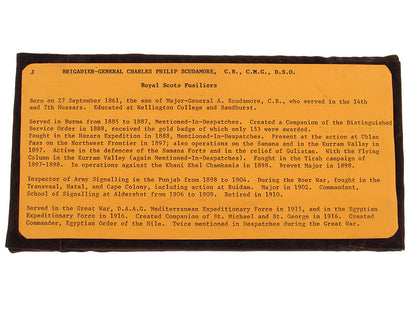 J BRIGADIER-GENERAL CHARLES PHILIP SCUDAMORE, C.B., C.M.G., D.S.O.
Royal Scots Fusiliers
Born on 27 September 1861, the son of Major-General A. Scudamore, C.B., who served in the 14th
and 7th Hussars. Educated at Wellington College and Sandhurst.
Served in Burma from 1885 to 1887, Mentioned-In-Despatches. Created a Companion of the Distinguished
Service Order in 1888, received the gold badge of which only 153 were awarded.
Fought in the Hazara Expedition in 1888, Mentioned-In-Despatches. Present at the action at Ublan
Pass on the Northwest Frontier in 1897; also operations on the Samana and in the Kurram Valley in
1897. Active in the defences of the Samana Forts and in the relief of Gulistan. With the Flying
Column in the Kurram Valley (again Mentioned-In-Despatches). Fought in the Tirah campaign of
1897-1898. In operations against the Khani Khel Chamkanis in 1898. Brevet Major in 1898.
Inspector of Army Signalling in the Punjab from 1898 to 1904. During the Boer War, fought in the
Transvaal, Natal, and Cape Colony, including action at Ruidam. Major in 1902. Commandant,
School of Signalling at Aldershot from 1906 to 1909. Retired in 1910.
Served in the Great War, D.A.A.G. Mediterranean Expeditionary Force in 1915, and in the Egyptian
Expeditionary Force in 1916. Created Companion of St. Michael and St. George in 1916. Created
Commander, Egyptian Order of the Nile. Twice mentioned in Despatches during the Great War.